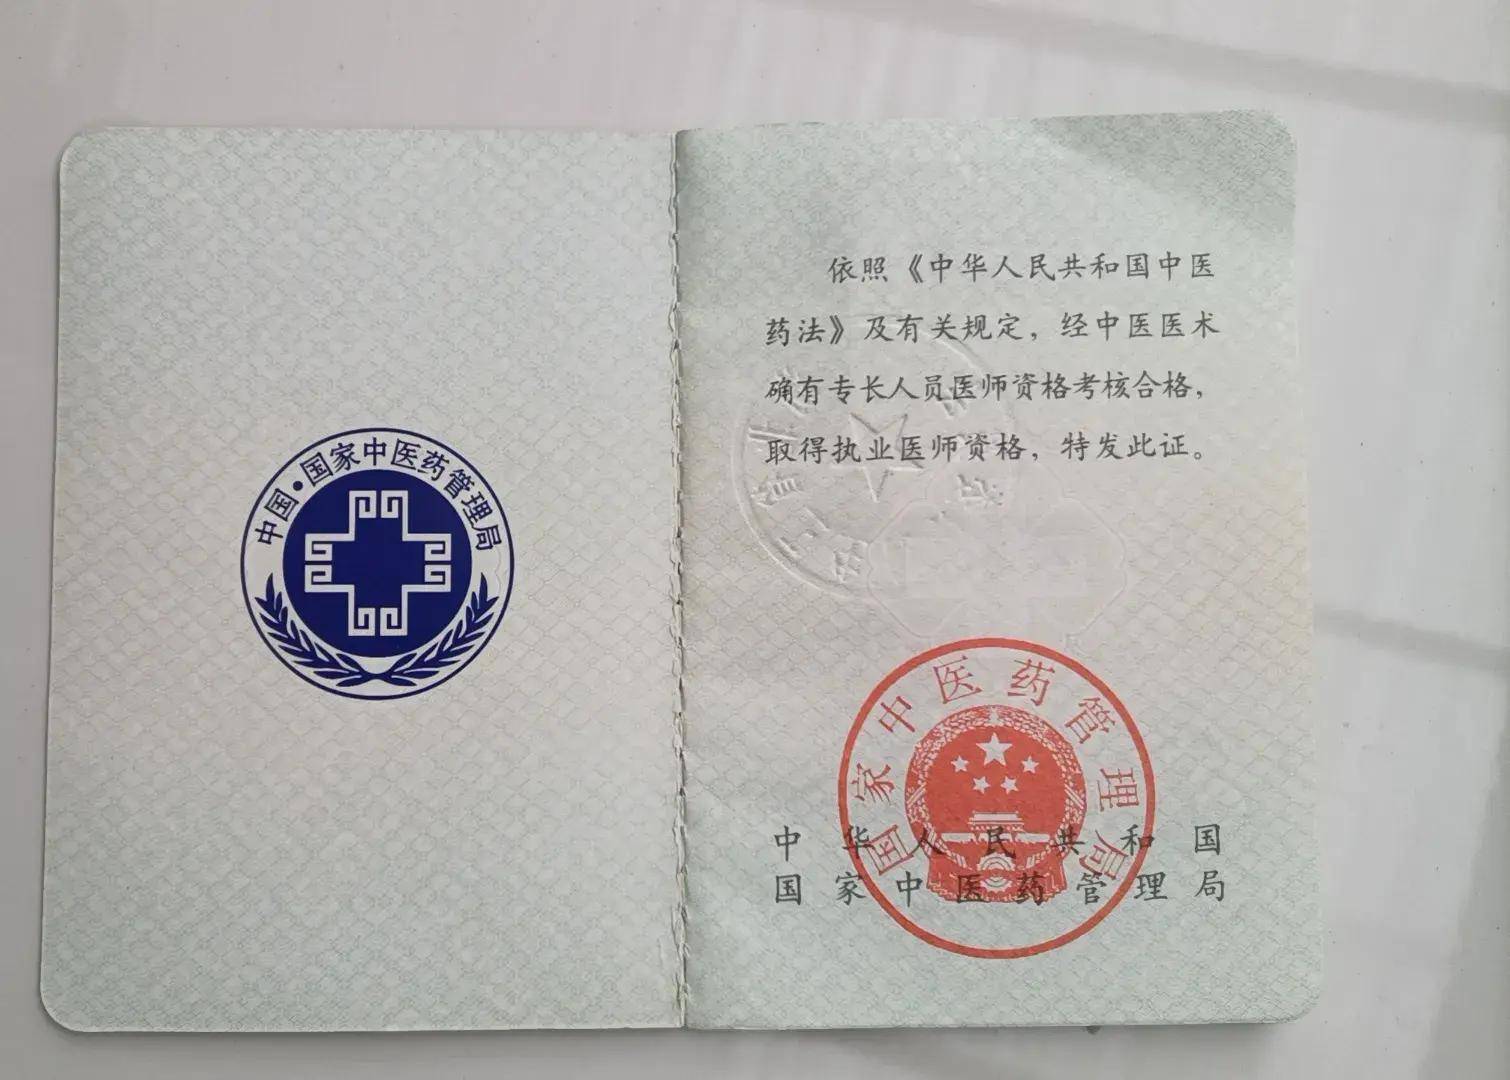 中国·国家中医药管理局
依照《中华人民共和国中医
药法》及有关规定，经中医医术
确有专长人员医师资格考核合格，
取得执业医师资格，特发此证。
国家中医药管理局
中华人民共和国
国家中医药管理局